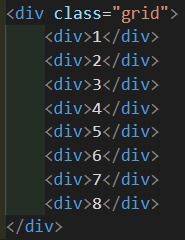 <div class="grid">
    <div>1</div>
    <div>2</div>
    <div>3</div>
    <div>4</div>
    <div>5</div>
    <div>6</div>
    <div>7</div>
    <div>8</div>
</div>